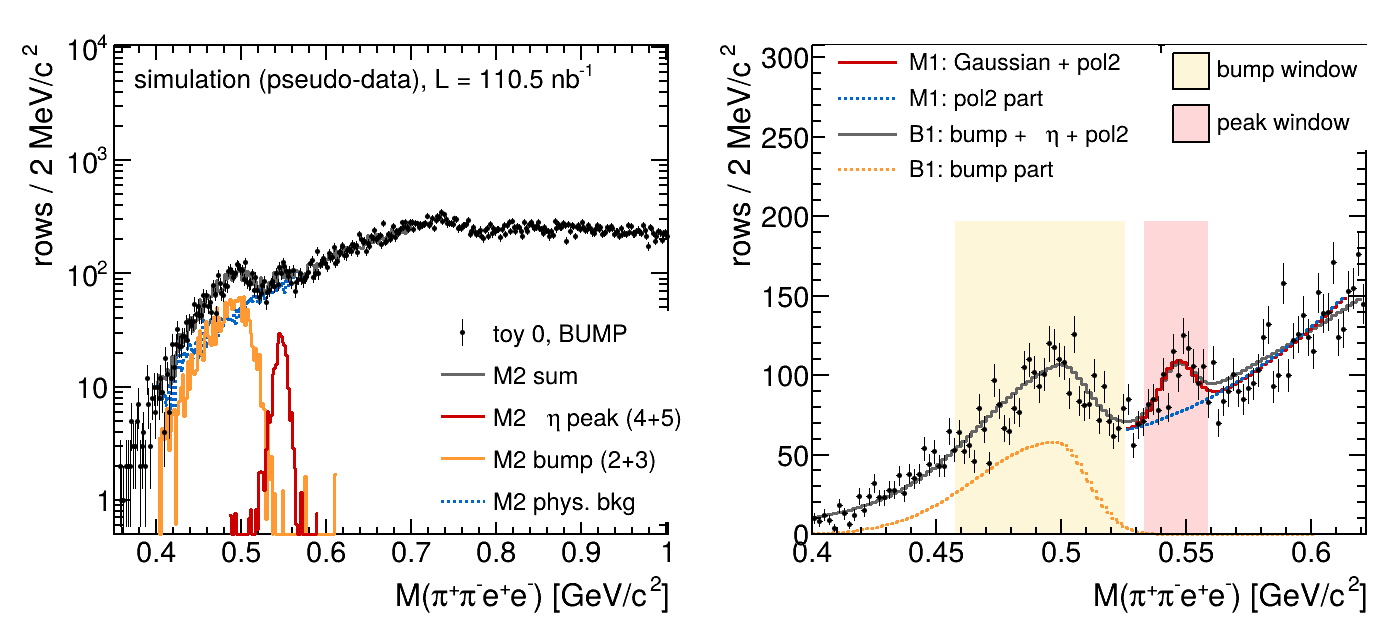 rows / 2 MeV/c²
10⁴
10³
10²
10
1
simulation (pseudo-data), L = 110.5 nb⁻¹
toy 0, BUMP
M2 sum
M2 η peak (4+5)
M2 bump (2+3)
M2 phys. bkg
0.4 0.5 0.6 0.7 0.8 0.9 1
M(π⁺π⁻e⁺e⁻) [GeV/c²]
rows / 2 MeV/c²
300
250
200
150
100
50
0
M1: Gaussian + pol2
M1: pol2 part
B1: bump + η + pol2
B1: bump part
bump window
peak window
0.4 0.45 0.5 0.55 0.6
M(π⁺π⁻e⁺e⁻) [GeV/c²]